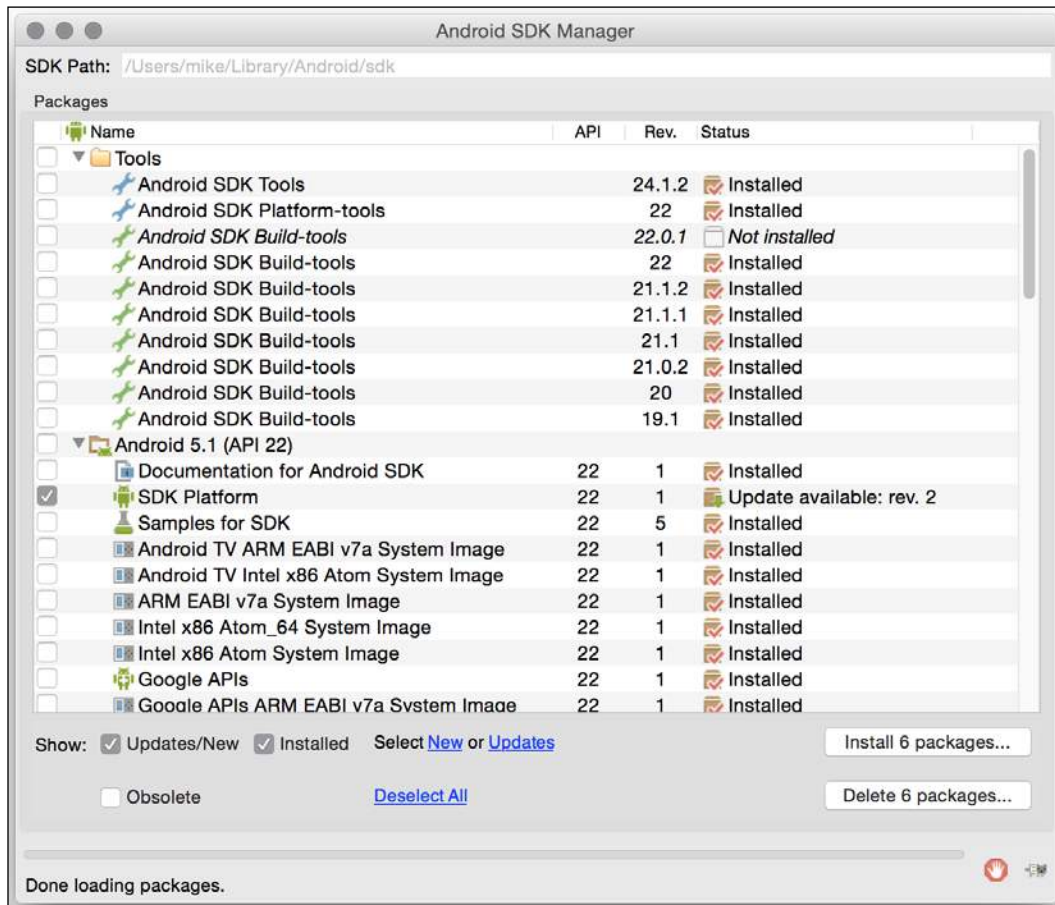 Android SDK Manager
SDK Path: /Users/mike/Library/Android/sdk
Packages
Name API Rev. Status
Tools
Android SDK Tools 24.1.2 Installed
Android SDK Platform-tools 22 Installed
Android SDK Build-tools 22.0.1 Not installed
Android SDK Build-tools 22 Installed
Android SDK Build-tools 21.1.2 Installed
Android SDK Build-tools 21.1.1 Installed
Android SDK Build-tools 21.1 Installed
Android SDK Build-tools 21.0.2 Installed
Android SDK Build-tools 20 Installed
Android SDK Build-tools 19.1 Installed
Android 5.1 (API 22)
Documentation for Android SDK 22 1 Installed
SDK Platform 22 1 Update available: rev. 2
Samples for SDK 22 5 Installed
Android TV ARM EABI v7a System Image 22 1 Installed
Android TV Intel x86 Atom System Image 22 1 Installed
ARM EABI v7a System Image 22 1 Installed
Intel x86 Atom_64 System Image 22 1 Installed
Intel x86 Atom System Image 22 1 Installed
Google APIs 22 1 Installed
Google APIs ARM EABI v7a System Image 22 1 Installed
Show: Updates/New Installed Select New or Updates Install 6 packages...
Obsolete Deselect All Delete 6 packages...
Done loading packages.